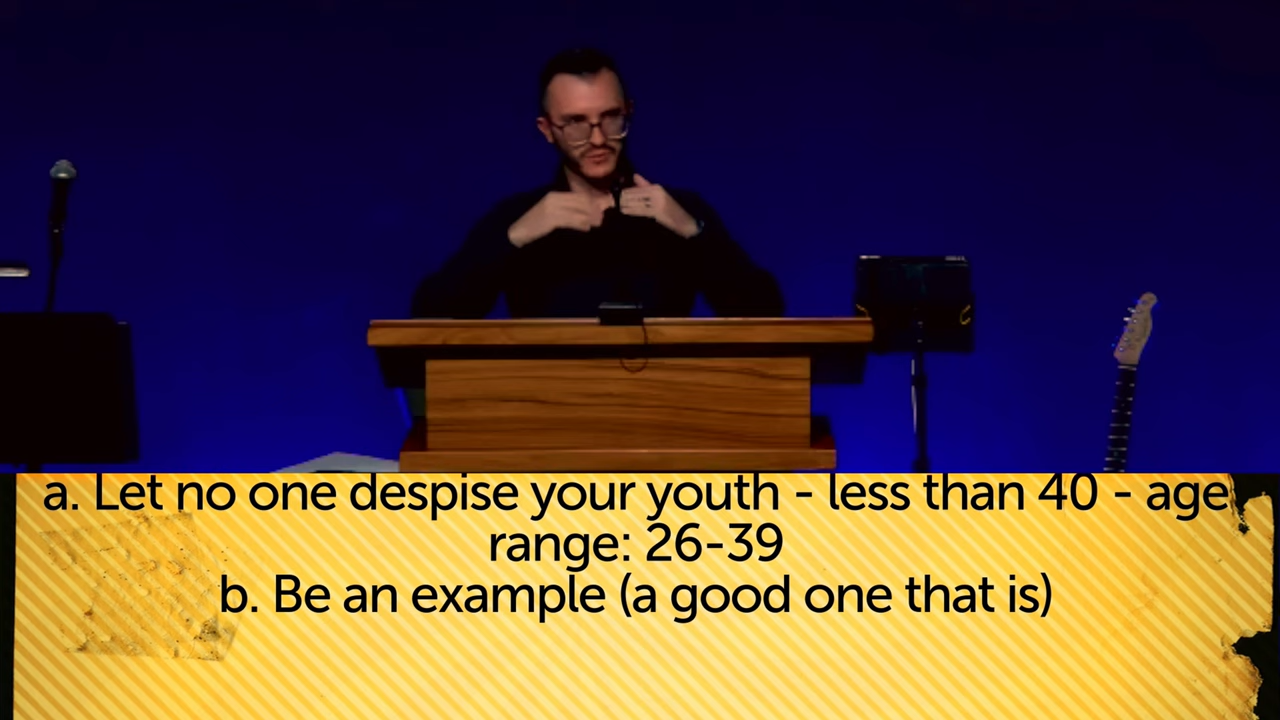 a. Let no one despise your youth - less than 40 - age
range: 26-39
b. Be an example (a good one that is)